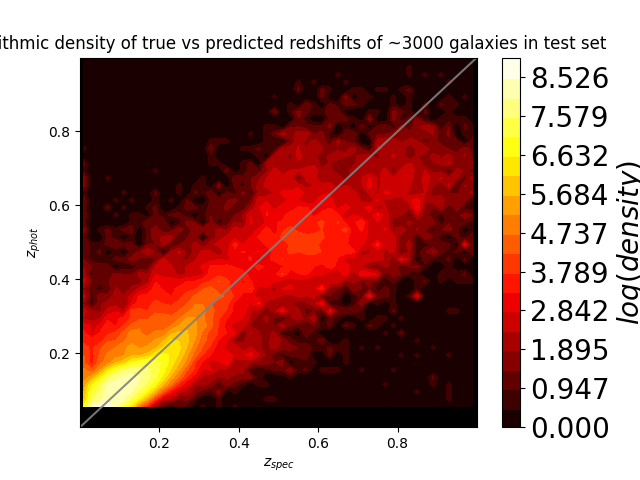 ithmic density of true vs predicted redshifts of ~3000 galaxies in test set
8.526
7.579
6.632
5.684
4.737
3.789
2.842
1.895
0.947
0.000
log(density)
0.8
0.6
0.4
0.2
z_phot
0.2 0.4 0.6 0.8
z_spec